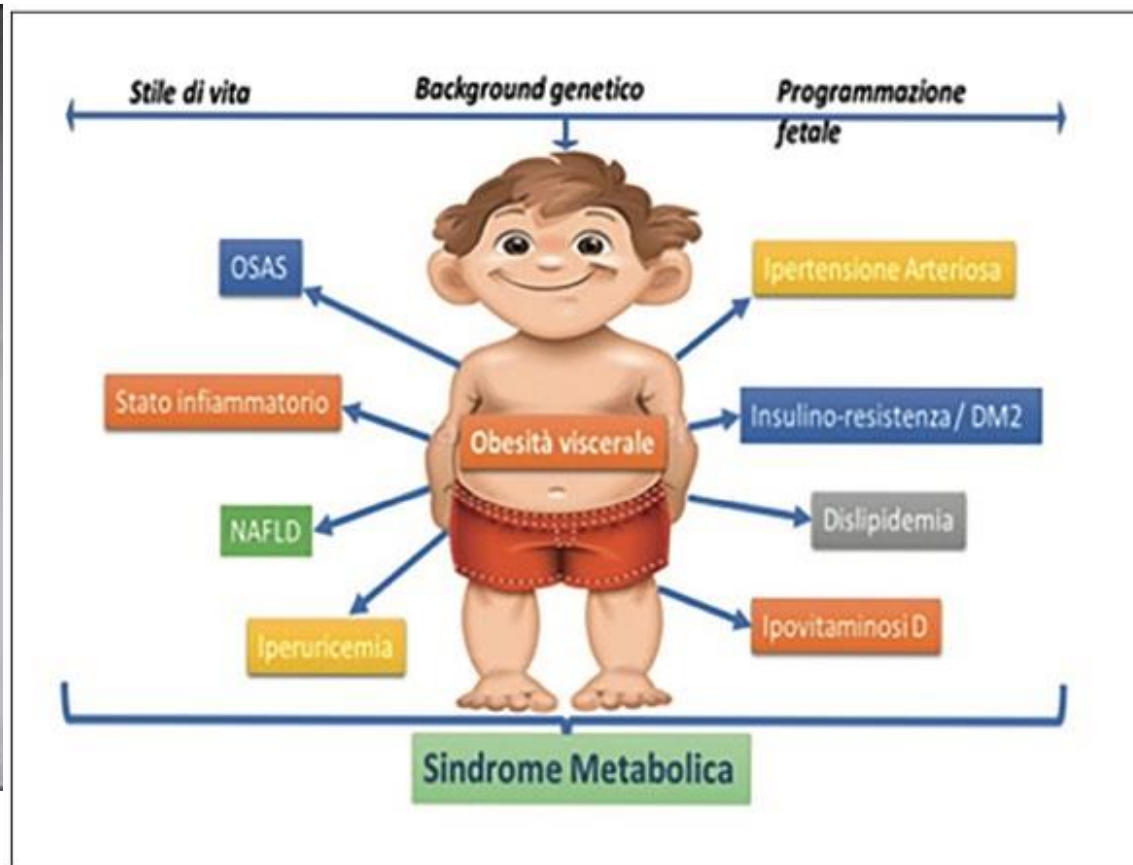 Stile di vita
Background genetico
Programmazione
fetale
OSAS
Ipertensione Arteriosa
Stato infiammatorio
Insulino-resistenza / DM2
Obesità viscerale
NAFLD
Dislipidemia
Iperuricemia
Ipovitaminosi D
Sindrome Metabolica